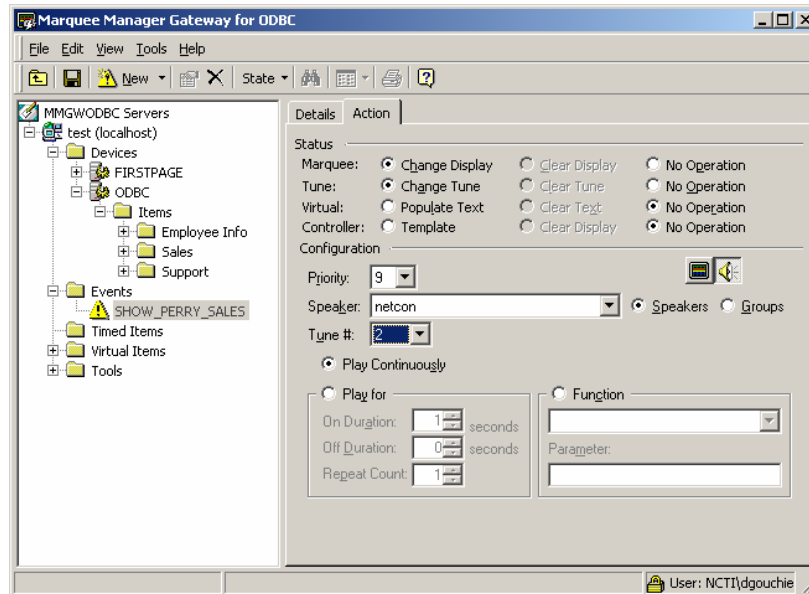 Marquee Manager Gateway for ODBC
File Edit View Tools Help
New State
MMGWODBC Servers
test (localhost)
Devices
FIRSTPAGE
ODBC
Items
Employee Info
Sales
Support
Events
SHOW_PERRY_SALES
Timed Items
Virtual Items
Tools
Details Action
Status
Marquee: Change Display Clear Display No Operation
Tune: Change Tune Clear Tune No Operation
Virtual: Populate Text Clear Text No Operation
Controller: Template Clear Display No Operation
Configuration
Priority: 9
Speaker: netcon Speakers Groups
Tune #: 2
Play Continuously
Play for
On Duration: 1 seconds
Off Duration: 0 seconds
Repeat Count: 1
Function
Parameter:
User: NCTI\dgouchie